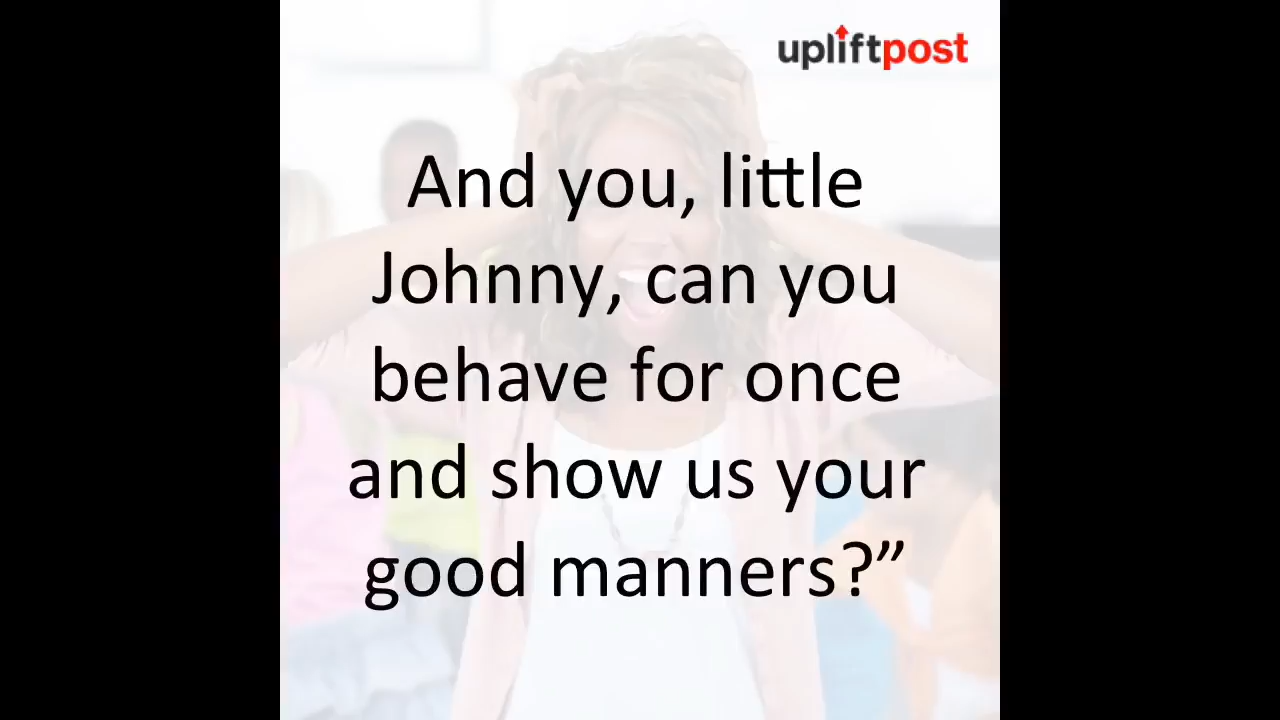 upliftpost
And you, little
Johnny, can you
behave for once
and show us your
good manners?”